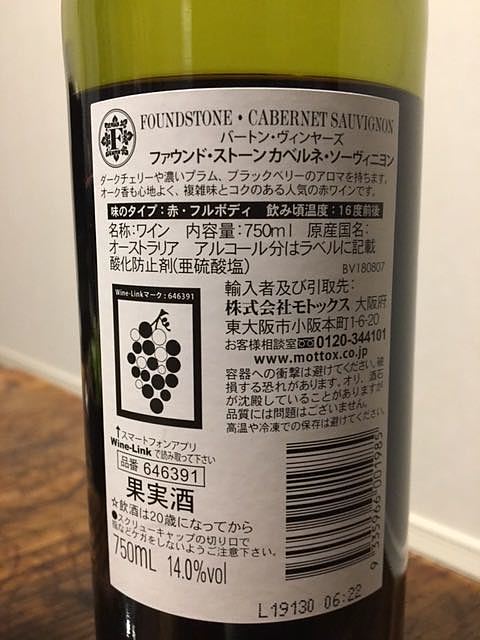 F
FOUNDSTONE・CABERNET SAUVIGNON
バートン・ヴィンヤーズ
ファウンド・ストーン カベルネ・ソーヴィニヨン
ダークチェリーや濃いプラム、ブラックベリーのアロマを持ちます。
オーク香も心地よく、複雑味とコクのある人気の赤ワインです。
味のタイプ:赤・フルボディ 飲み頃温度:16度前後
名称:ワイン 内容量:750ml 原産国名:
オーストラリア アルコール分はラベルに記載
酸化防止剤(亜硫酸塩)
BV180807
Wine-Linkマーク:646391
輸入者及び引取先:
株式会社モトックス 大阪府
東大阪市小阪本町1-6-20
お客様相談室 0120-344101
www.mottox.co.jp
容器への衝撃は避けてください。破
損する恐れがあります。オリ、酒石
が沈殿していることがありますが
品質には問題はございません。
高温や冷凍での保存は避けてください。
↑スマートフォンアプリ
Wine-Linkで読み取って下さい
品番 646391
果実酒
☆飲酒は20歳になってから
●スクリューキャップの切り口で
指などケガをしないようご注意下さい。
750mL 14.0%vol
9 335966 001985
L19130 06:22